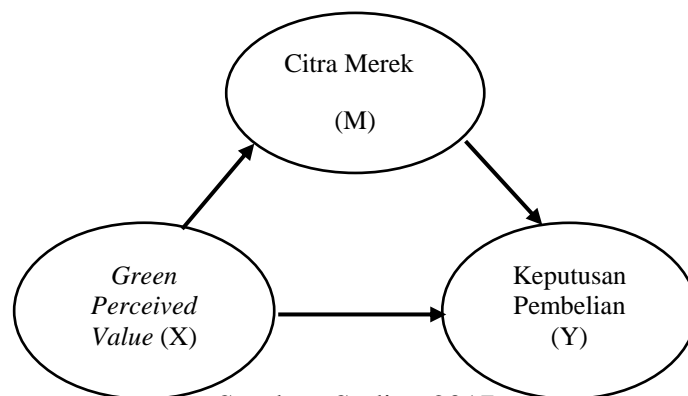 Citra Merek
(M)
Green
Perceived
Value (X)
Keputusan
Pembelian
(Y)